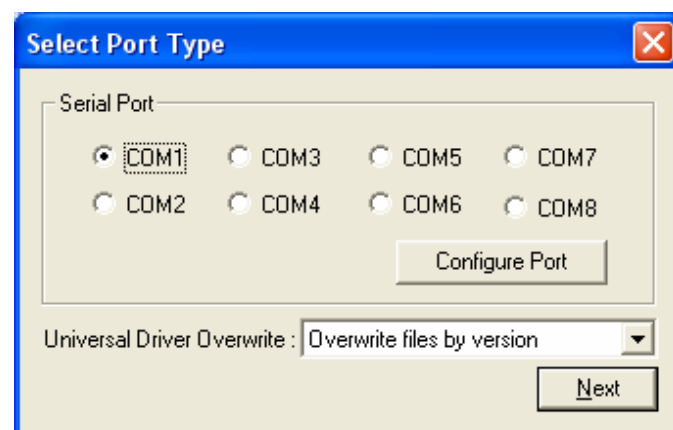 Select Port Type
Serial Port
COM1 COM3 COM5 COM7
COM2 COM4 COM6 COM8
Configure Port
Universal Driver Overwrite : Overwrite files by version
Next